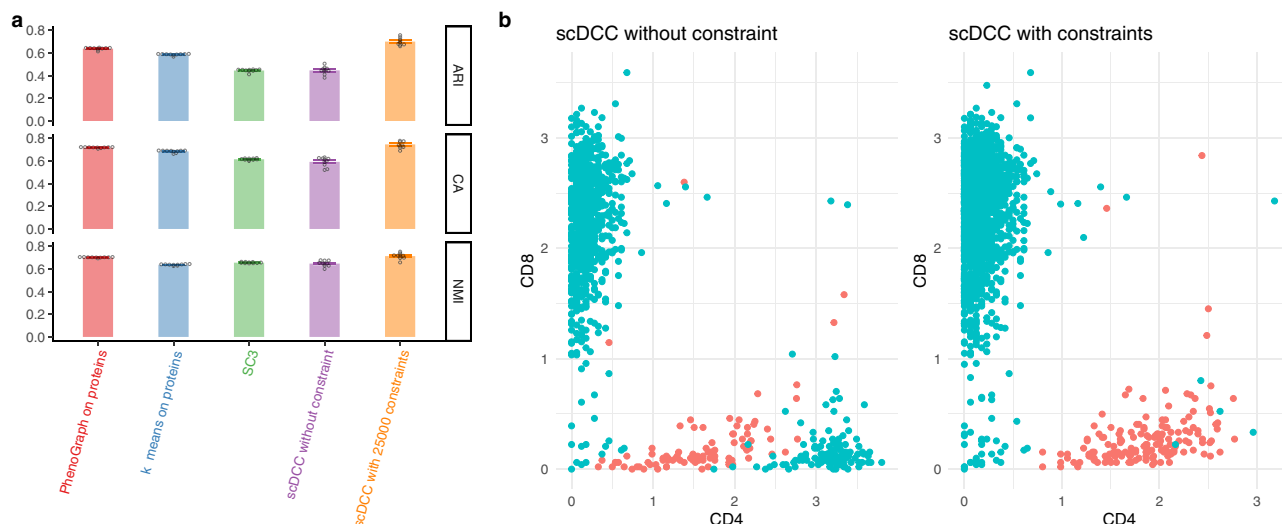 a
0.8
0.6
0.4
0.2
0.0
ARI
0.8
0.6
0.4
0.2
0.0
CA
0.8
0.6
0.4
0.2
0.0
NMI
PhenoGraph on proteins
k means on proteins
SC3
scDCC without constraint
scDCC with 25000 constraints
b
scDCC without constraint
CD8
3
2
1
0
0 1 2 3
CD4
scDCC with constraints
CD8
3
2
1
0
0 1 2 3
CD4